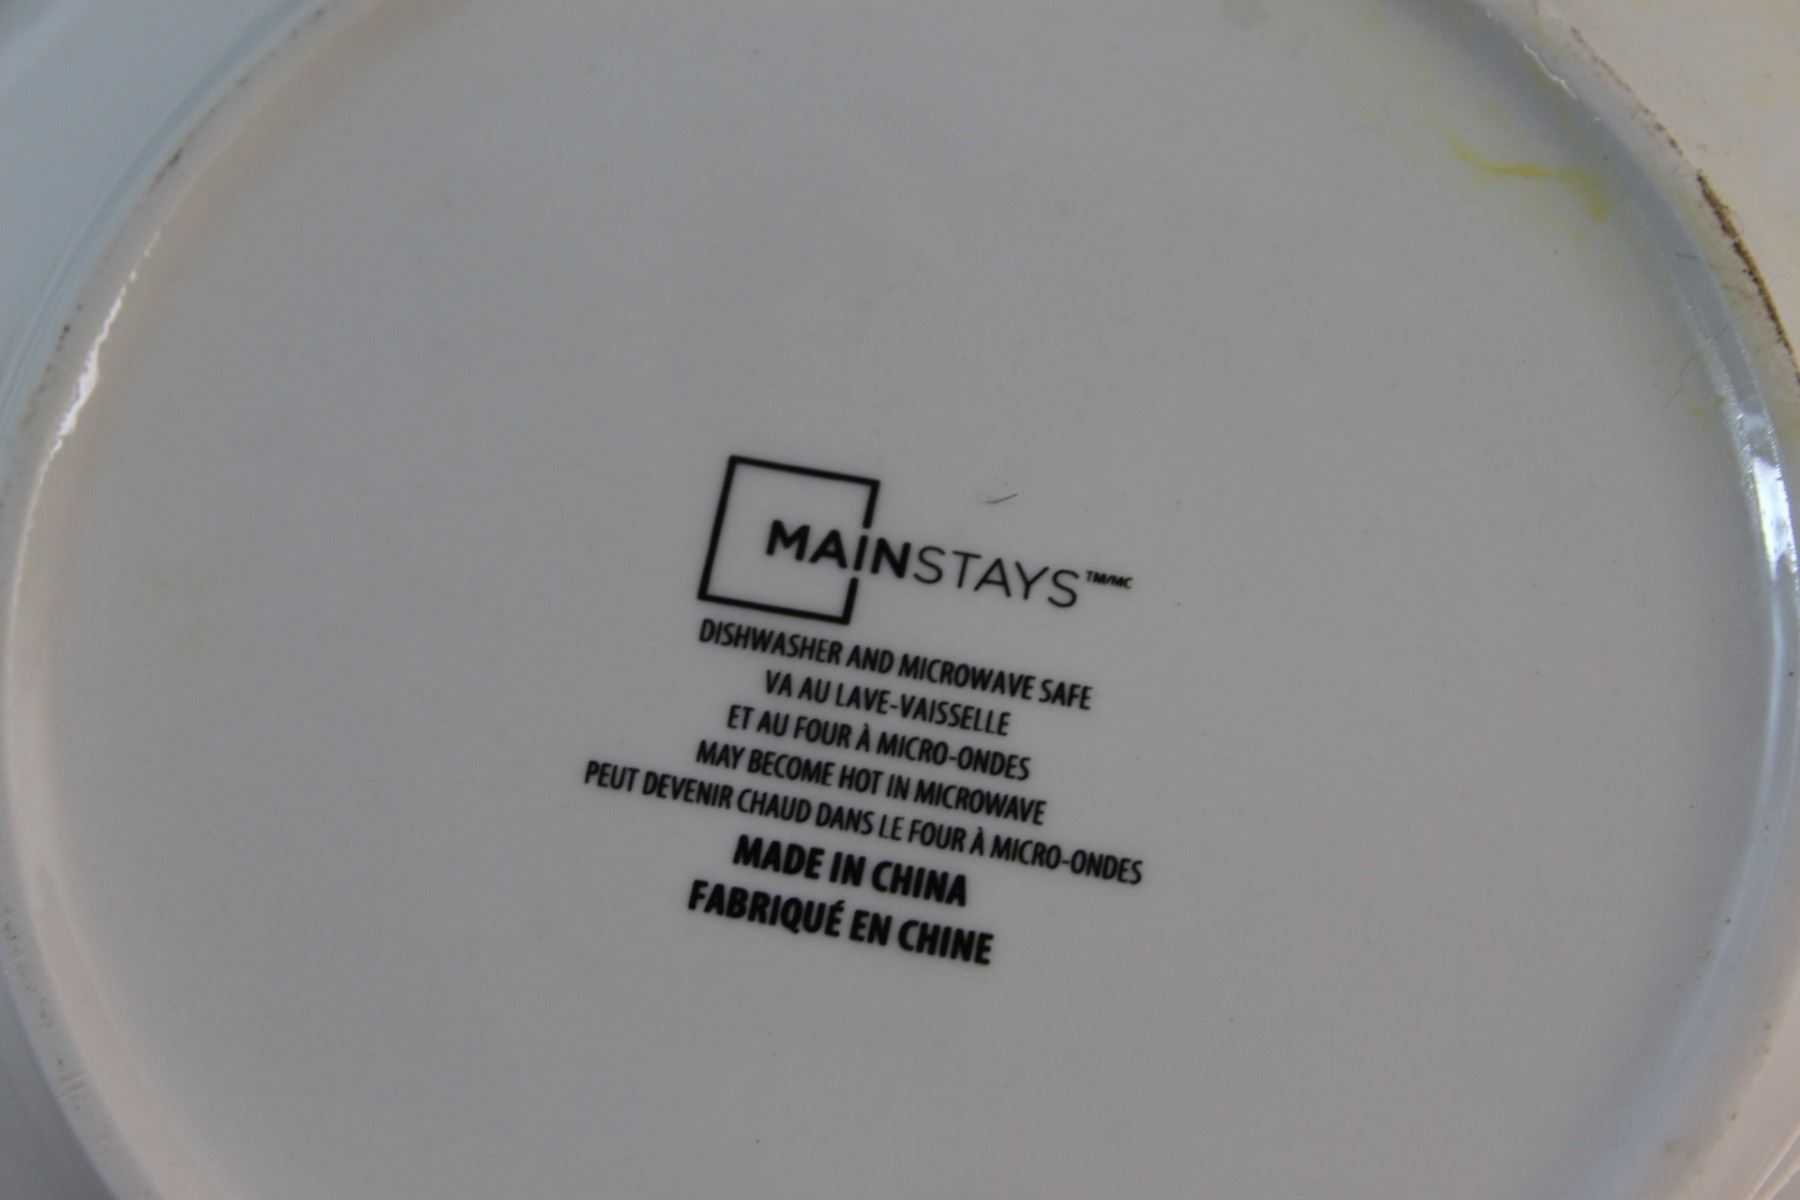 MAINSTAYS™/MC
DISHWASHER AND MICROWAVE SAFE
VA AU LAVE-VAISSELLE
ET AU FOUR À MICRO-ONDES
MAY BECOME HOT IN MICROWAVE
PEUT DEVENIR CHAUD DANS LE FOUR À MICRO-ONDES
MADE IN CHINA
FABRIQUÉ EN CHINE